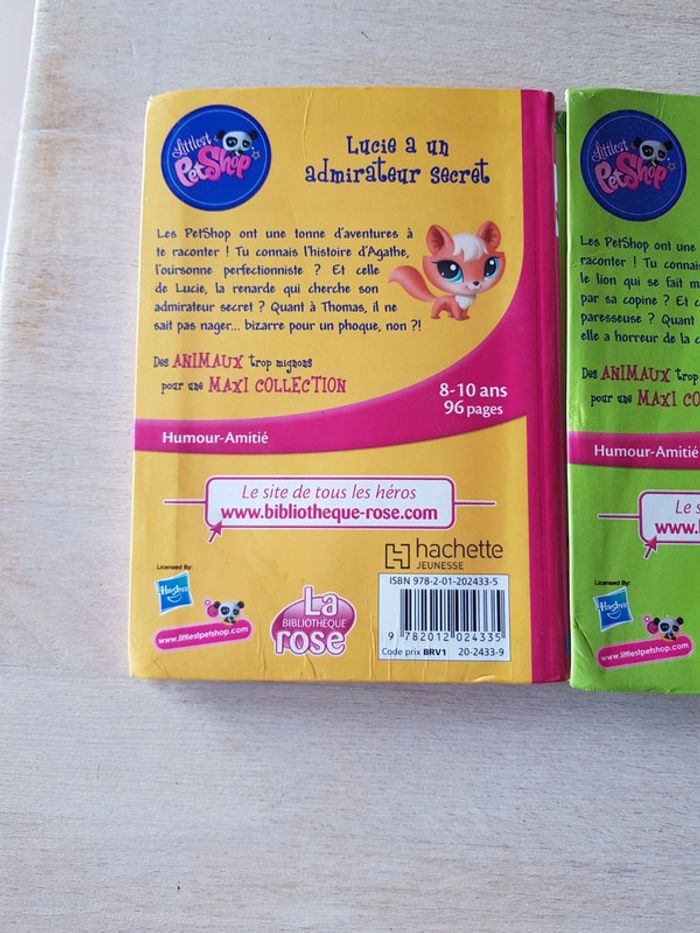 Littlest
PetShop
Lucie a un
admirateur secret
Les PetShop ont une tonne d'aventures à
te raconter ! Tu connais l'histoire d'Agathe,
l'oursonne perfectionniste ? Et celle
de Lucie, la renarde qui cherche son
admirateur secret ? Quant à Thomas, il ne
sait pas nager... bizarre pour un phoque, non ?!
Des ANIMAUX trop mignons
pour une MAXI COLLECTION
8-10 ans
96 pages
Humour-Amitié
Le site de tous les héros
www.bibliotheque-rose.com
hachette
JEUNESSE
Licensed By:
Hasbro
www.littlestpetshop.com
La
BIBLIOTHÈQUE
rose
ISBN 978-2-01-202433-5
9 782012 024335
Code prix BRV1 20-2433-9
Littlest
PetShop
Les PetShop ont une
raconter ! Tu
le lion qui se fait
par sa copine ? Et
paresseuse ? Quant
elle a horreur de la
Des ANIMAUX trop
pour une MAXI CO
Humour-Amitié
Le s
www.
Licensed By:
Hasbro
www.littlestpetshop.com